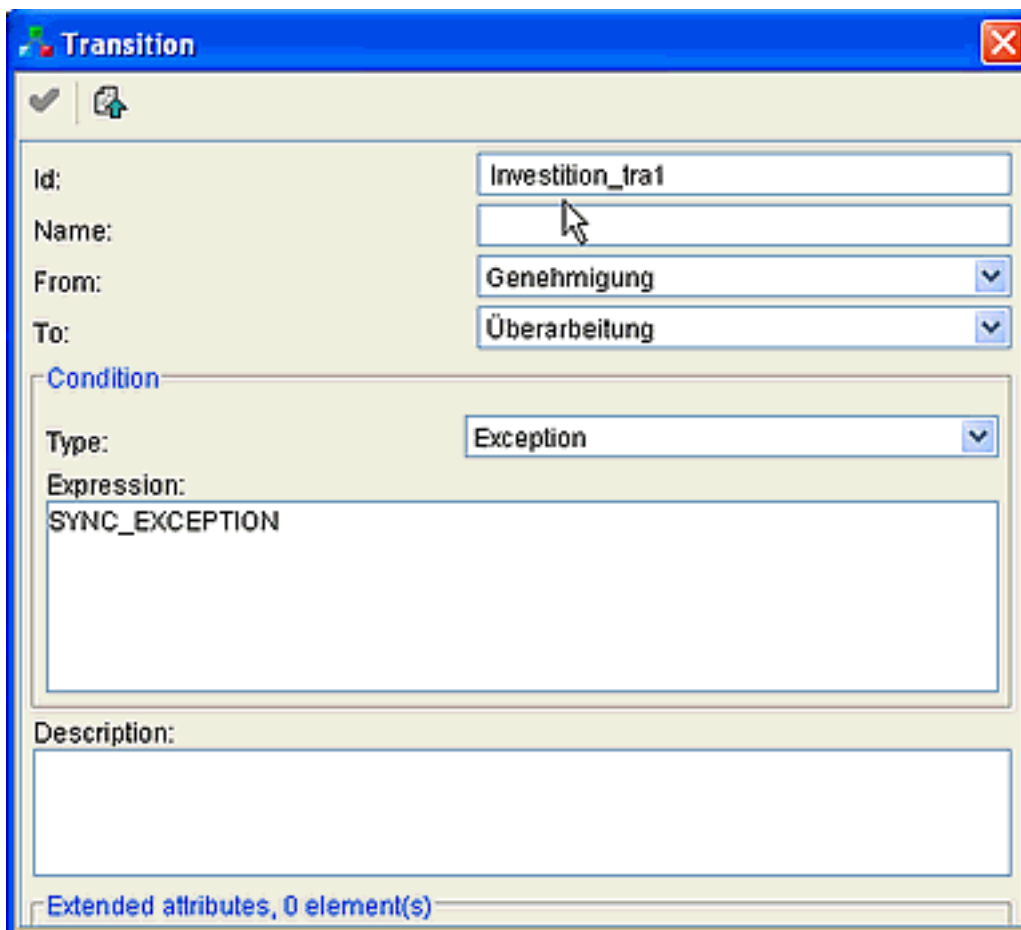 Transition
Id: Investition_tra1
Name:
From: Genehmigung
To: Überarbeitung
Condition
Type: Exception
Expression:
SYNC_EXCEPTION
Description:
Extended attributes, 0 element(s)